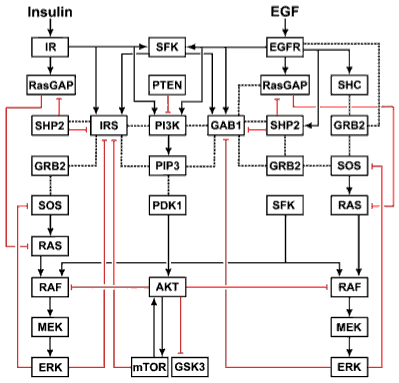 Insulin EGF
IR SFK EGFR
RasGAP PTEN RasGAP SHC
SHP2 IRS PI3K GAB1 SHP2 GRB2
GRB2 PIP3 GRB2 SOS
SOS PDK1 SFK RAS
RAS
RAF AKT RAF
MEK MEK
ERK mTOR GSK3 ERK